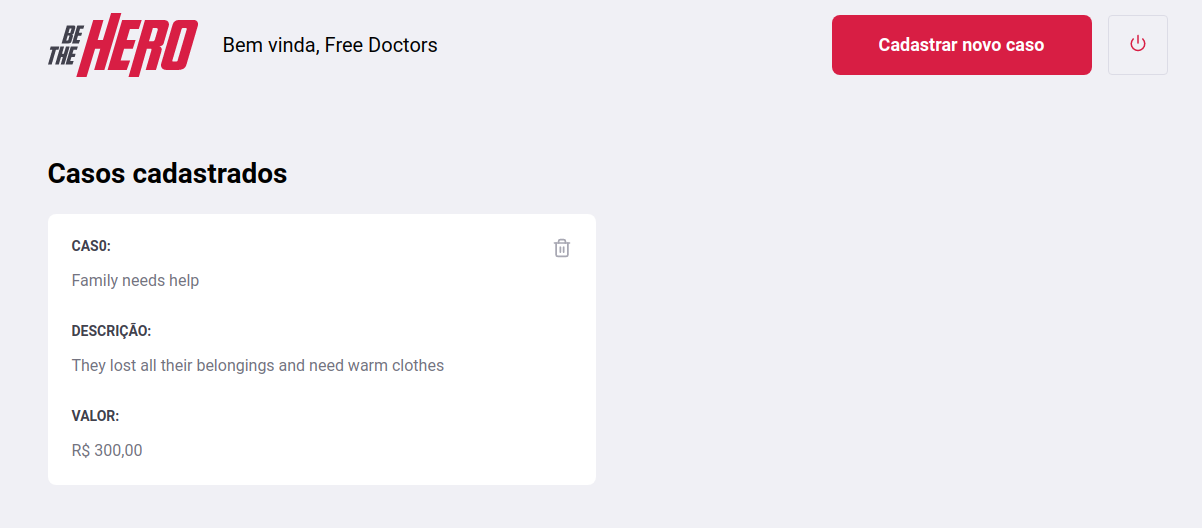 BE
THE
HERO
Bem vinda, Free Doctors
Cadastrar novo caso
Casos cadastrados
CAS0:
Family needs help
DESCRIÇÃO:
They lost all their belongings and need warm clothes
VALOR:
R$ 300,00